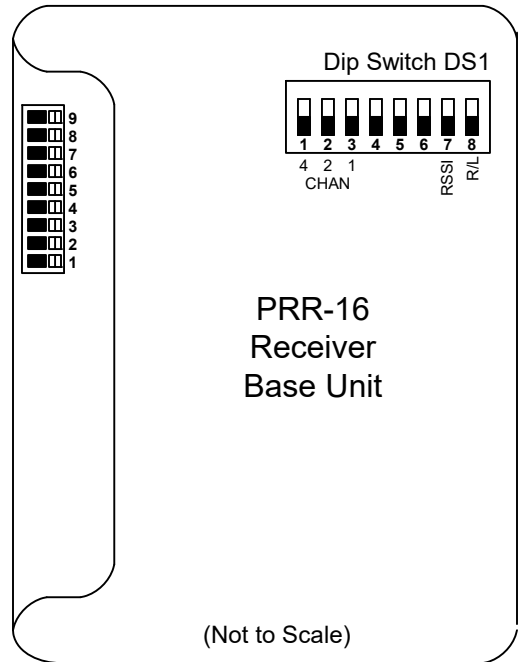 Dip Switch DS1
1 2 3 4 5 6 7 8
4 2 1
CHAN
RSSI
R/L
9
8
7
6
5
4
3
2
1
PRR-16
Receiver
Base Unit
(Not to Scale)